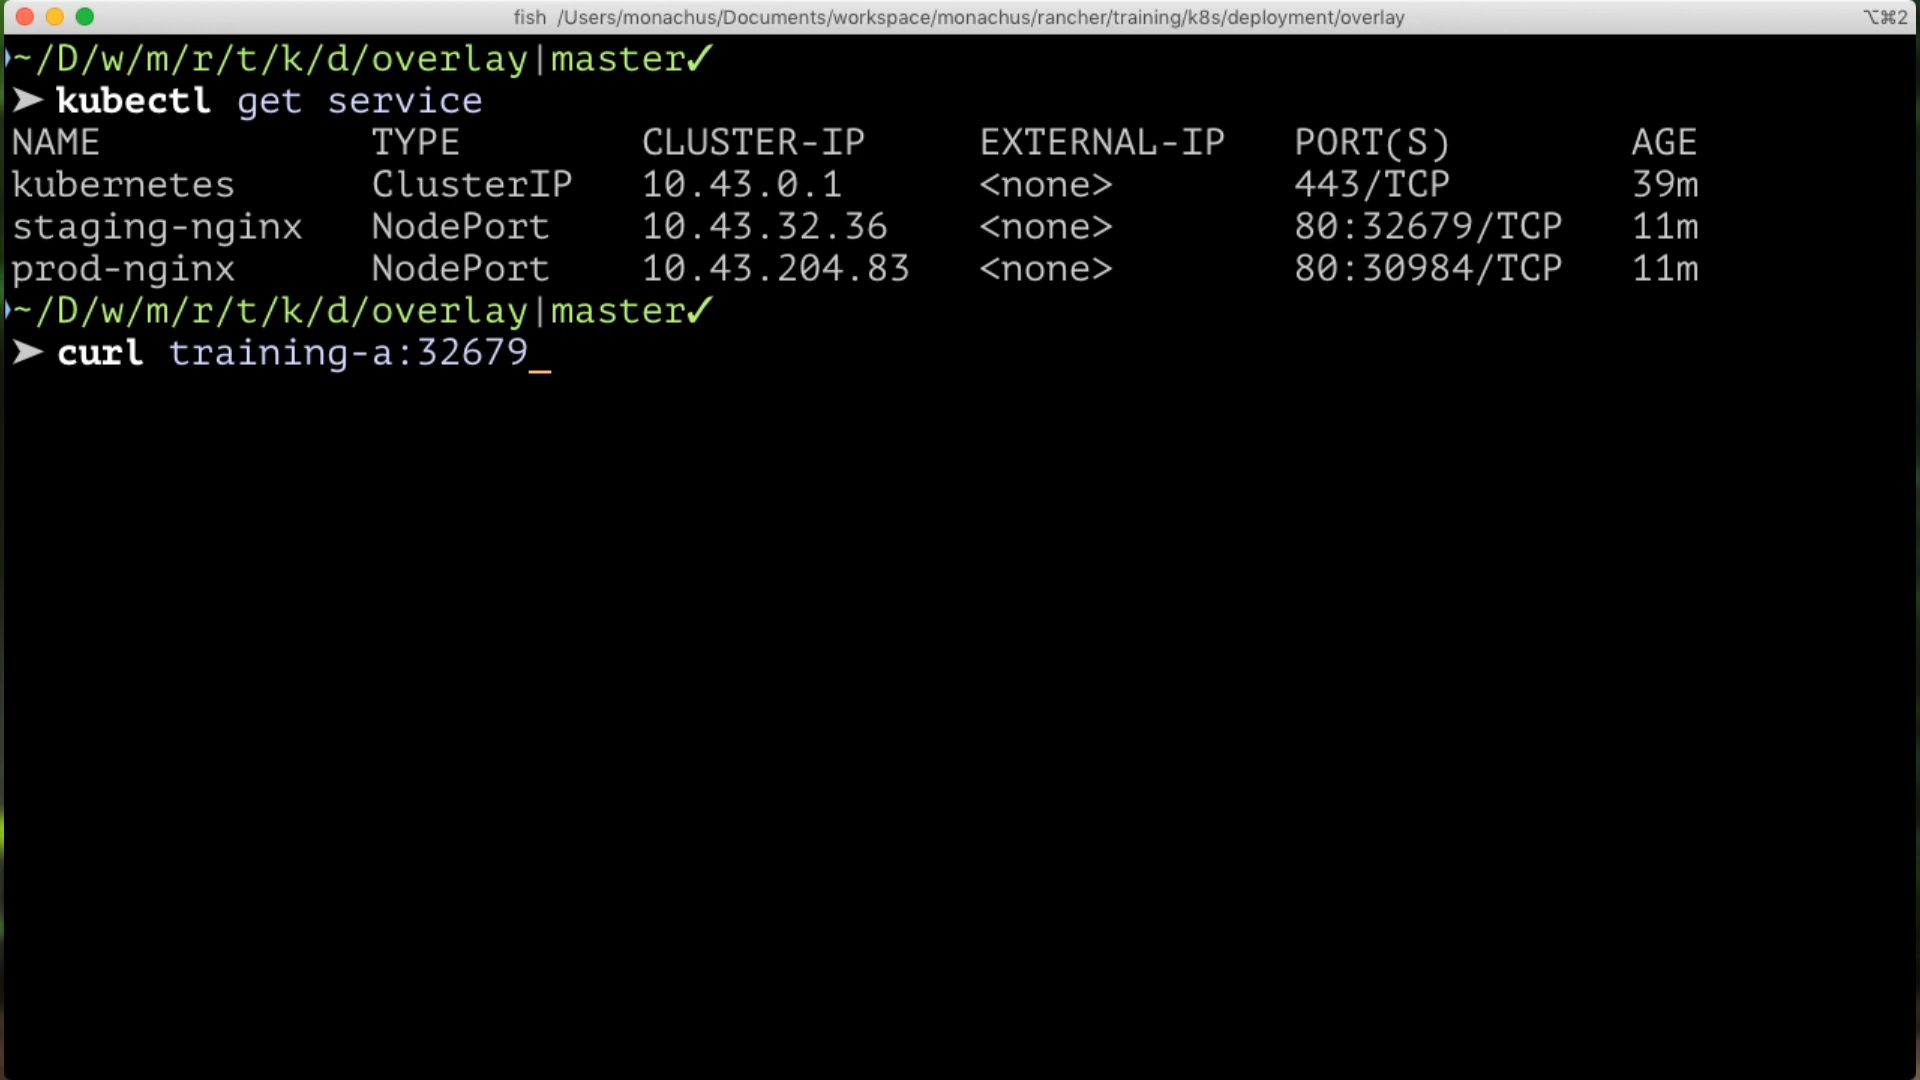 fish /Users/monachus/Documents/workspace/monachus/rancher/training/k8s/deployment/overlay ⌥⌘2
~/D/w/m/r/t/k/d/overlay|master✓
➤ kubectl get service
NAME TYPE CLUSTER-IP EXTERNAL-IP PORT(S) AGE
kubernetes ClusterIP 10.43.0.1 <none> 443/TCP 39m
staging-nginx NodePort 10.43.32.36 <none> 80:32679/TCP 11m
prod-nginx NodePort 10.43.204.83 <none> 80:30984/TCP 11m
~/D/w/m/r/t/k/d/overlay|master✓
➤ curl training-a:32679_